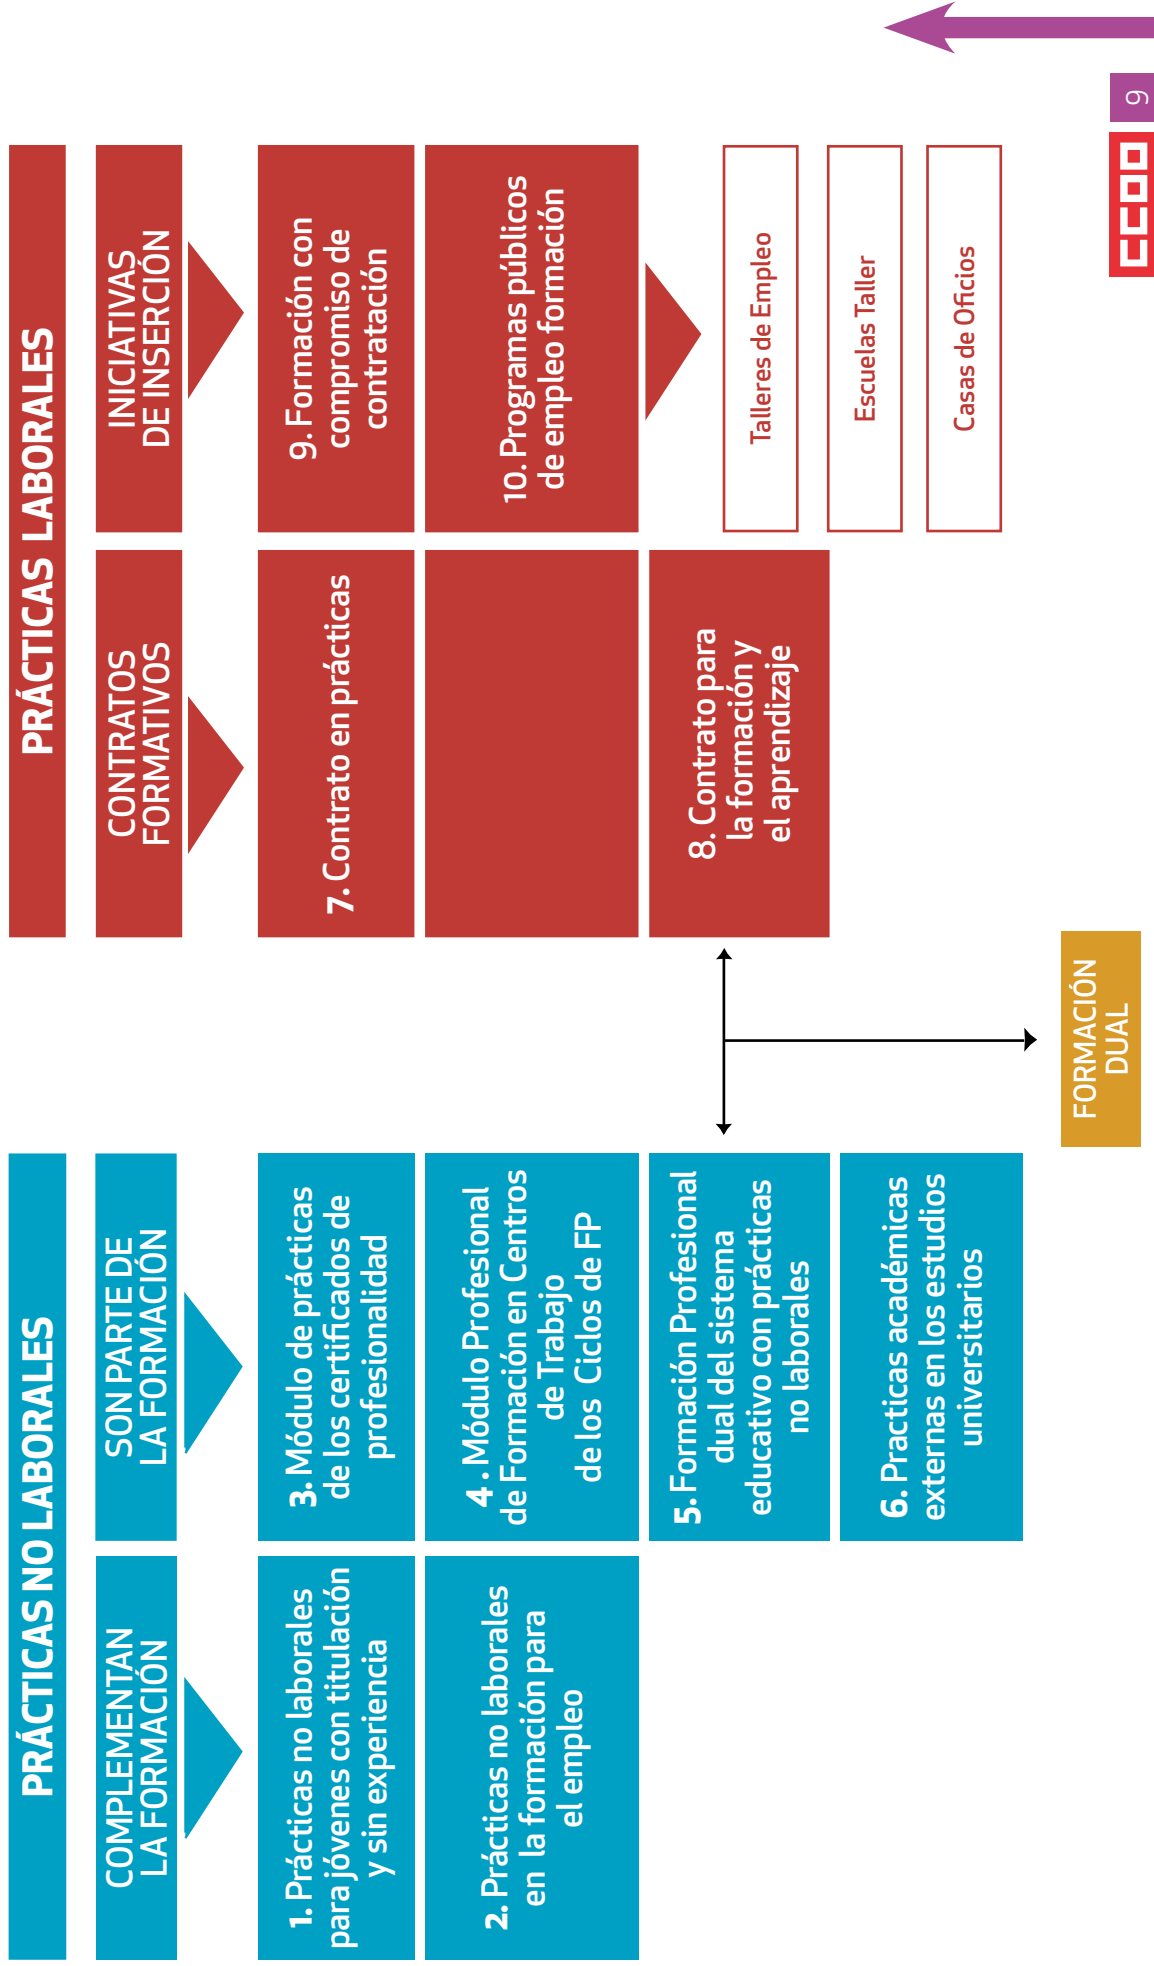 PRÁCTICAS NO LABORALES
COMPLEMENTAN
LA FORMACIÓN
1. Prácticas no laborales
para jóvenes con titulación
y sin experiencia
2. Prácticas no laborales
en la formación para
el empleo
SON PARTE DE
LA FORMACIÓN
3. Módulo de prácticas
de los certificados de
profesionalidad
4 . Módulo Profesional
de Formación en Centros
de Trabajo
de los Ciclos de FP
5. Formación Profesional
dual del sistema
educativo con prácticas
no laborales
6. Practicas académicas
externas en los estudios
universitarios
FORMACIÓN
DUAL
PRÁCTICAS LABORALES
CONTRATOS
FORMATIVOS
7. Contrato en prácticas
8. Contrato para
la formación y
el aprendizaje
INICIATIVAS
DE INSERCIÓN
9. Formación con
compromiso de
contratación
10. Programas públicos
de empleo formación
Talleres de Empleo
Escuelas Taller
Casas de Oficios
CCOO
9